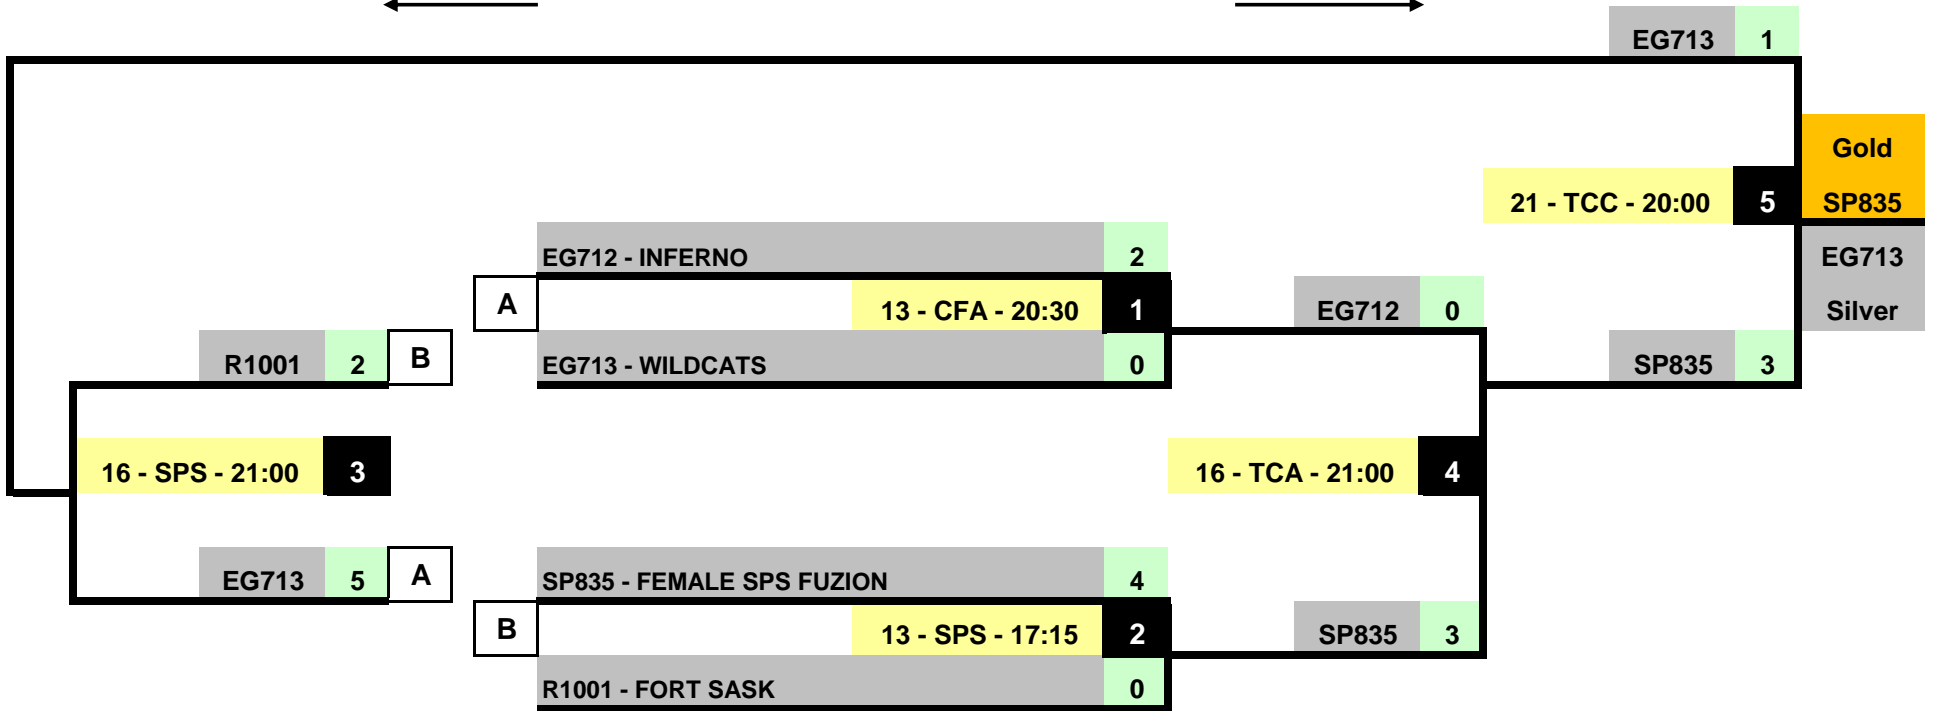 EG713 1
Gold
21 - TCC - 20:00 5 SP835
EG712 - INFERNO 2 EG713
A 13 - CFA - 20:30 1 EG712 0 Silver
R1001 2 B EG713 - WILDCATS 0 SP835 3
16 - SPS - 21:00 3 16 - TCA - 21:00 4
EG713 5 A SP835 - FEMALE SPS FUZION 4
B 13 - SPS - 17:15 2 SP835 3
R1001 - FORT SASK 0